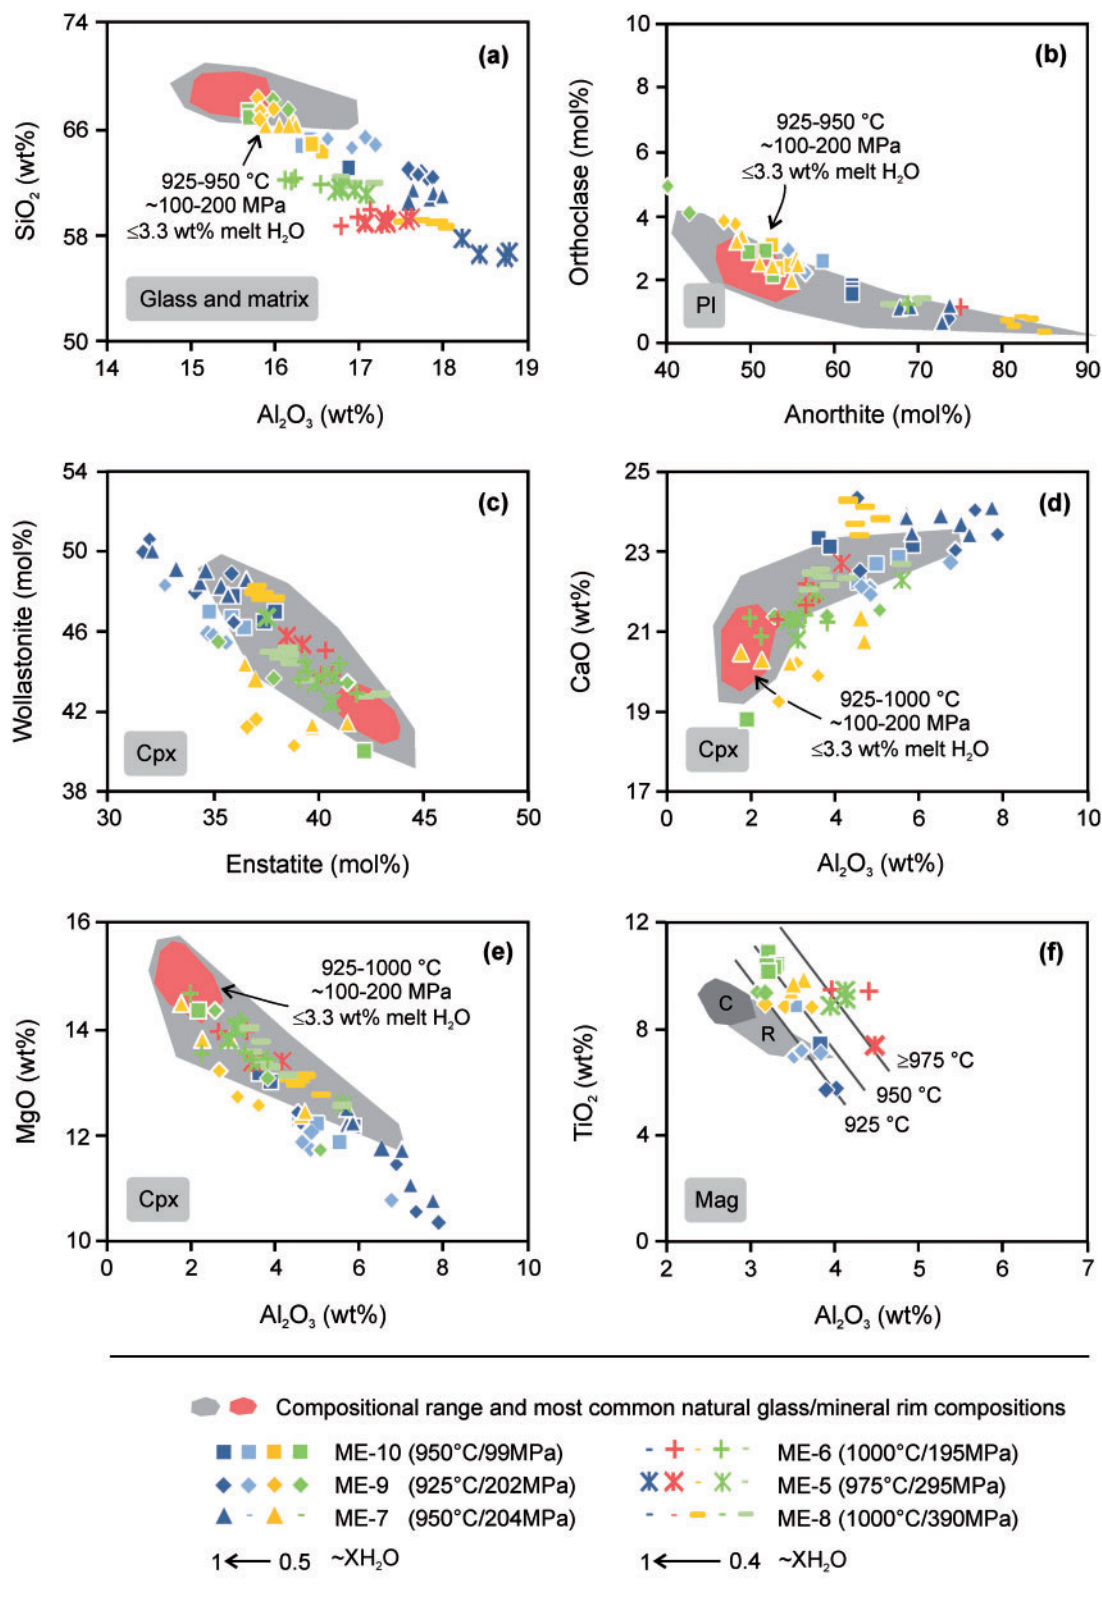 74
66
58
50
14
15
16
17
18
19
SiO₂ (wt%)
Al₂O₃ (wt%)
(a)
925-950 °C
~100-200 MPa
≤3.3 wt% melt H₂O
Glass and matrix
10
8
6
4
2
0
40
50
60
70
80
90
Orthoclase (mol%)
Anorthite (mol%)
(b)
925-950 °C
~100-200 MPa
≤3.3 wt% melt H₂O
Pl
54
50
46
42
38
30
35
40
45
50
Wollastonite (mol%)
Enstatite (mol%)
(c)
Cpx
25
23
21
19
17
0
2
4
6
8
10
CaO (wt%)
Al₂O₃ (wt%)
(d)
925-1000 °C
~100-200 MPa
≤3.3 wt% melt H₂O
Cpx
16
14
12
10
0
2
4
6
8
10
MgO (wt%)
Al₂O₃ (wt%)
(e)
925-1000 °C
~100-200 MPa
≤3.3 wt% melt H₂O
Cpx
12
8
4
0
2
3
4
5
6
7
TiO₂ (wt%)
Al₂O₃ (wt%)
(f)
C
R
≥975 °C
950 °C
925 °C
Mag
Compositional range and most common natural glass/mineral rim compositions
ME-10 (950°C/99MPa)
ME-9 (925°C/202MPa)
ME-7 (950°C/204MPa)
1 ← 0.5 ~XH₂O
ME-6 (1000°C/195MPa)
ME-5 (975°C/295MPa)
ME-8 (1000°C/390MPa)
1 ← 0.4 ~XH₂O